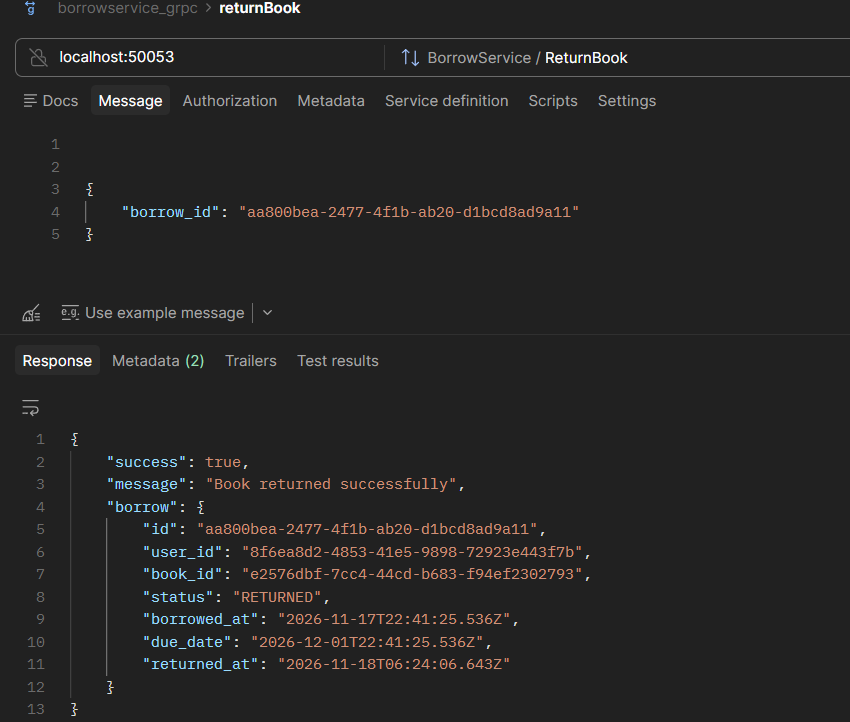 borrowservice_grpc > returnBook
localhost:50053 BorrowService / ReturnBook
Docs Message Authorization Metadata Service definition Scripts Settings
1
2
3 {
4 "borrow_id": "aa800bea-2477-4f1b-ab20-d1bcd8ad9a11"
5 }
e.g. Use example message
Response Metadata (2) Trailers Test results
1 {
2 "success": true,
3 "message": "Book returned successfully",
4 "borrow": {
5 "id": "aa800bea-2477-4f1b-ab20-d1bcd8ad9a11",
6 "user_id": "8f6ea8d2-4853-41e5-9898-72923e443f7b",
7 "book_id": "e2576dbf-7cc4-44cd-b683-f94ef2302793",
8 "status": "RETURNED",
9 "borrowed_at": "2026-11-17T22:41:25.536Z",
10 "due_date": "2026-12-01T22:41:25.536Z",
11 "returned_at": "2026-11-18T06:24:06.643Z"
12 }
13 }